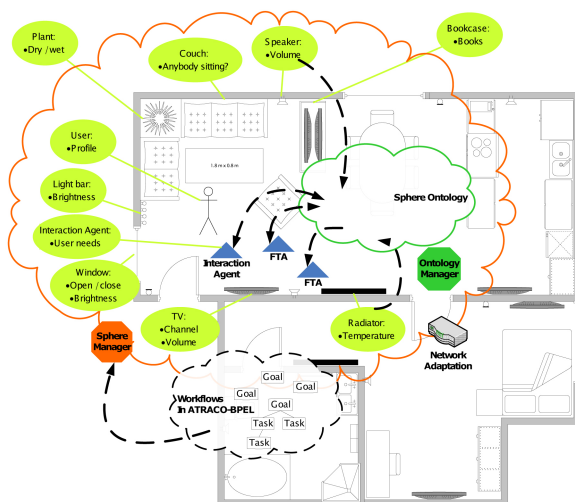 Plant:
•Dry / wet
Couch:
•Anybody sitting?
Speaker:
•Volume
Bookcase:
•Books
User:
•Profile
1.8 m x 0.8 m
Light bar:
•Brightness
Sphere Ontology
Interaction Agent:
•User needs
Interaction
Agent
FTA
FTA
Ontology
Manager
Window:
•Open / close
•Brightness
TV:
•Channel
•Volume
Radiator:
•Temperature
Sphere
Manager
Network
Adaptation
Workflows
In ATRACO-BPEL
Goal
Goal
Goal
Goal
Task
Task
Task